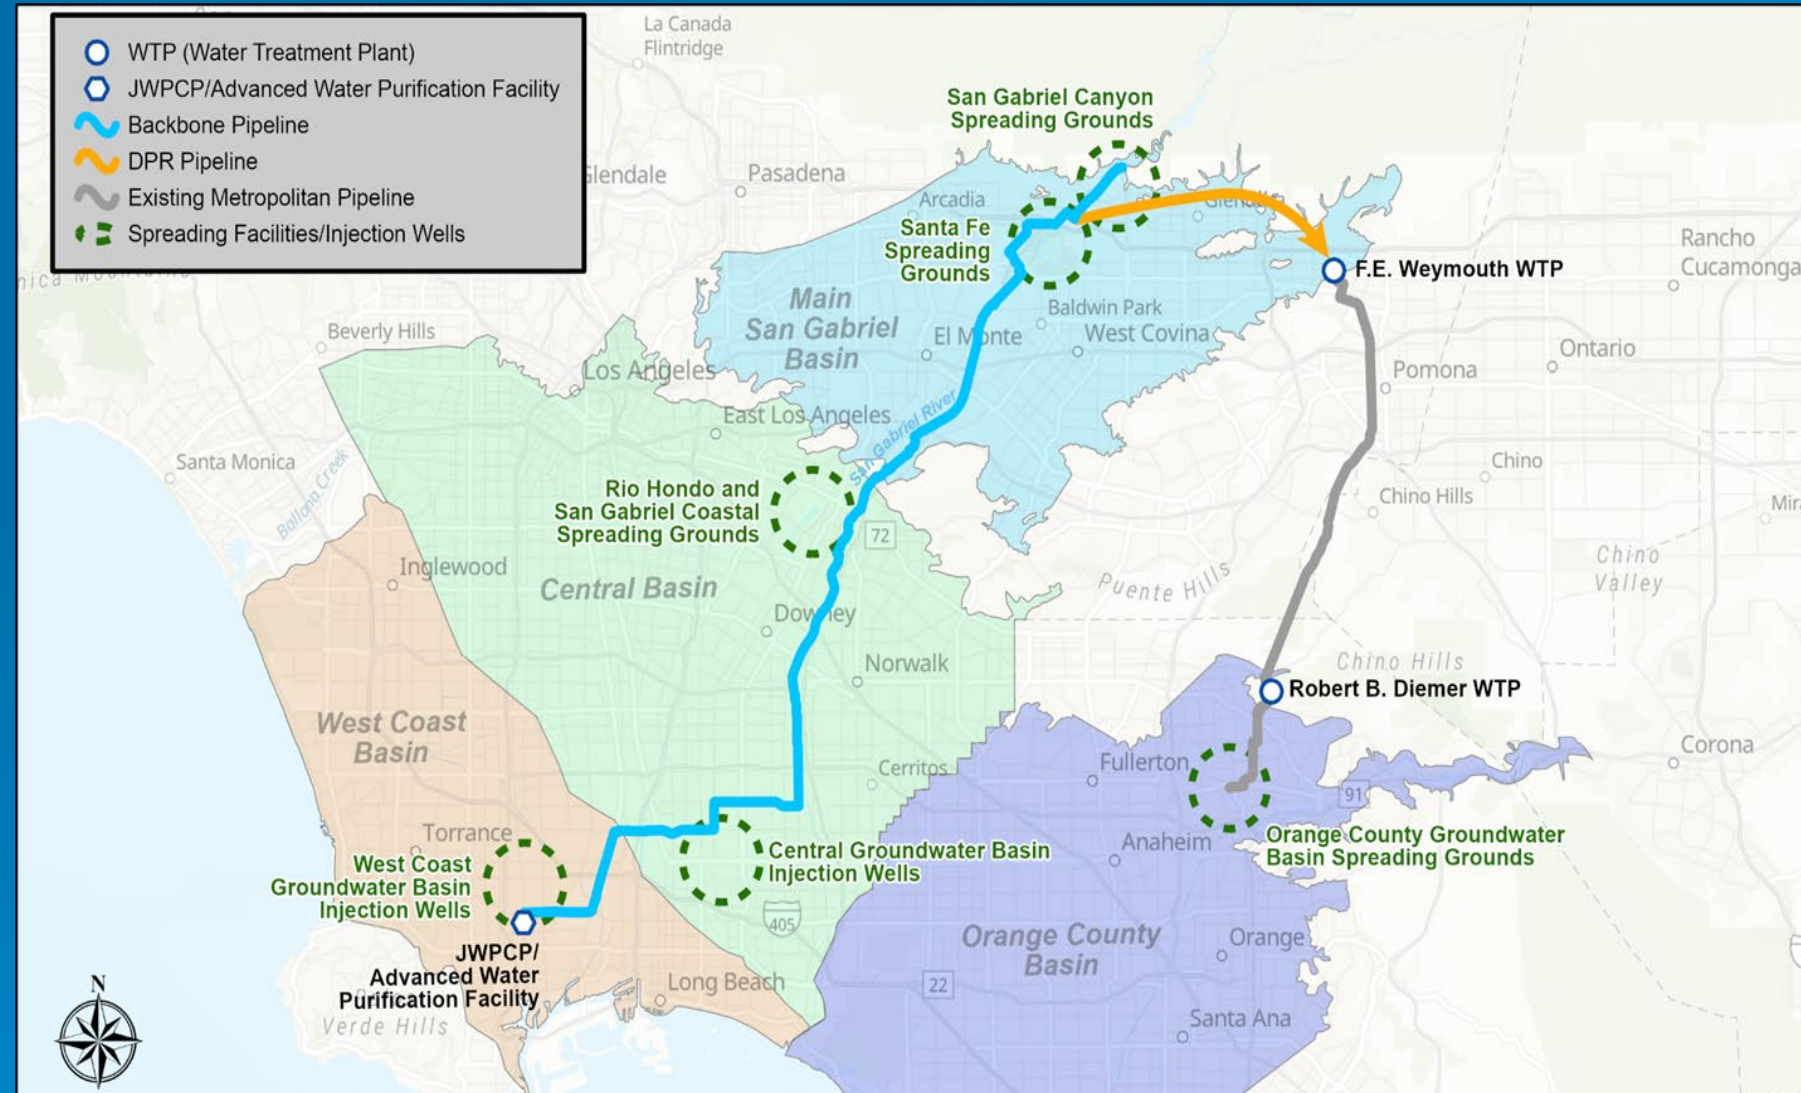 WTP (Water Treatment Plant)
JWPCP/Advanced Water Purification Facility
Backbone Pipeline
DPR Pipeline
Existing Metropolitan Pipeline
Spreading Facilities/Injection Wells
La Canada
Flintridge
San Gabriel Canyon
Spreading Grounds
Pasadena
Arcadia
Santa Fe
Spreading
Grounds
Rancho
Cucamonga
F.E. Weymouth WTP
Main
San Gabriel
Basin
Baldwin Park
El Monte
West Covina
Beverly Hills
Los Angeles
Ontario
Pomona
East Los Angeles
San Gabriel River
Santa Monica
Ballona Creek
Chino
Chino Hills
Rio Hondo and
San Gabriel Coastal
Spreading Grounds
72
Inglewood
Central Basin
Puente Hills
Chino
Valley
Downey
Norwalk
Chino Hills
Robert B. Diemer WTP
West Coast
Basin
Cerritos
Fullerton
Corona
91
Torrance
Anaheim
West Coast
Groundwater Basin
Injection Wells
Central Groundwater Basin
Injection Wells
Orange County Groundwater
Basin Spreading Grounds
405
JWPCP/
Advanced Water
Purification Facility
Orange County
Basin
Orange
Long Beach
22
N
Verde Hills
Santa Ana